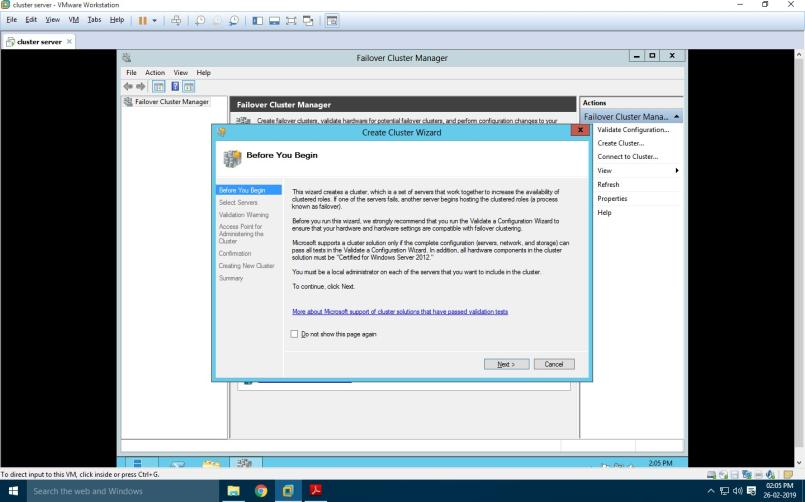 cluster server - VMware Workstation
File Edit View VM Tabs Help
cluster server
Failover Cluster Manager
File Action View Help
Failover Cluster Manager
Failover Cluster Manager
Create failover clusters, validate hardware for potential failover clusters, and perform configuration changes to your
Actions
Failover Cluster Mana...
Validate Configuration...
Create Cluster...
Connect to Cluster...
View
Refresh
Properties
Help
Create Cluster Wizard
Before You Begin
Before You Begin
Select Servers
Validation Warning
Access Point for
Administering the
Cluster
Confirmation
Creating New Cluster
Summary
This wizard creates a cluster, which is a set of servers that work together to increase the availability of
clustered roles. If one of the servers fails, another server begins hosting the clustered roles (a process
known as failover).
Before you run this wizard, we strongly recommend that you run the Validate a Configuration Wizard to
ensure that your hardware and hardware settings are compatible with failover clustering.
Microsoft supports a cluster solution only if the complete configuration (servers, network, and storage) can
pass all tests in the Validate a Configuration Wizard. In addition, all hardware components in the cluster
solution must be "Certified for Windows Server 2012."
You must be a local administrator on each of the servers that you want to include in the cluster.
To continue, click Next.
More about Microsoft support of cluster solutions that have passed validation tests
Do not show this page again
Next >
Cancel
2:05 PM
To direct input to this VM, click inside or press Ctrl+G.
Search the web and Windows
02:05 PM
26-02-2019